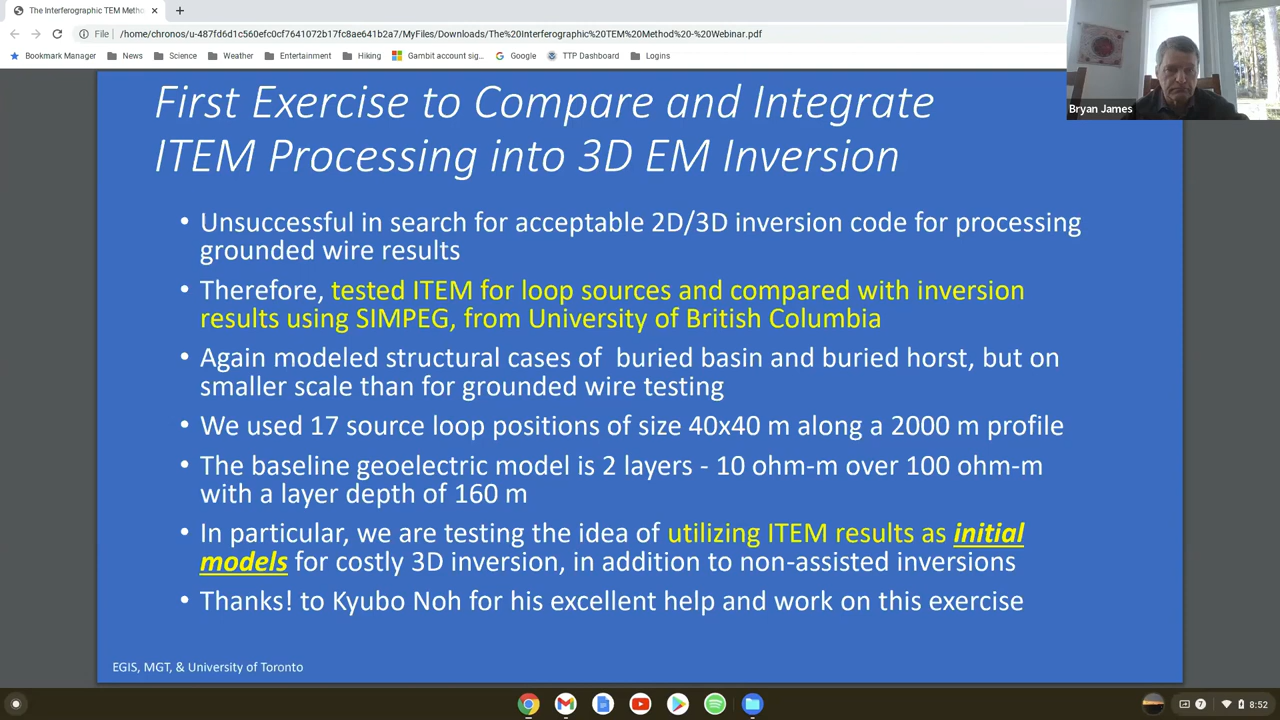 The Interferographic TEM Metho
File
/home/chronos/u-487fd6d1c560efc0cf7641072b17fc8ae641b2a7/MyFiles/Downloads/The%20Interferographic%20TEM%20Method%20-%20Webinar.pdf
Bookmark Manager News Science Weather Entertainment Hiking Gambit account sig... Google TTP Dashboard Logins
Bryan James
First Exercise to Compare and Integrate
ITEM Processing into 3D EM Inversion
• Unsuccessful in search for acceptable 2D/3D inversion code for processing
grounded wire results
• Therefore, tested ITEM for loop sources and compared with inversion
results using SIMPEG, from University of British Columbia
• Again modeled structural cases of  buried basin and buried horst, but on
smaller scale than for grounded wire testing
• We used 17 source loop positions of size 40x40 m along a 2000 m profile
• The baseline geoelectric model is 2 layers - 10 ohm-m over 100 ohm-m
with a layer depth of 160 m
• In particular, we are testing the idea of utilizing ITEM results as initial
models for costly 3D inversion, in addition to non-assisted inversions
• Thanks! to Kyubo Noh for his excellent help and work on this exercise
EGIS, MGT, & University of Toronto
7 8:52